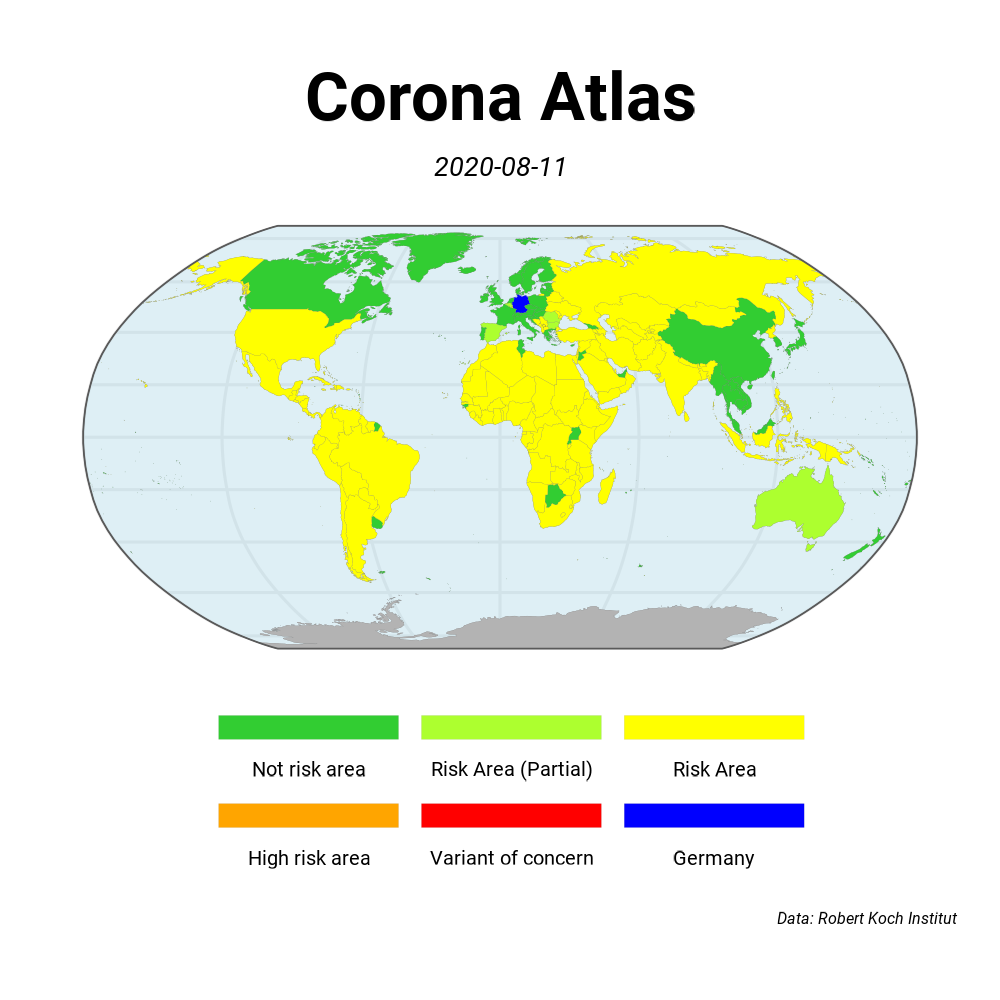 Corona Atlas
2020-08-11
Not risk area
Risk Area (Partial)
Risk Area
High risk area
Variant of concern
Germany
Data: Robert Koch Institut